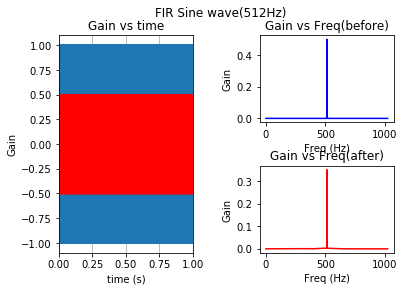 FIR Sine wave(512Hz)
Gain vs time
1.00
0.75
0.50
0.25
0.00
−0.25
−0.50
−0.75
−1.00
Gain
0.00 0.25 0.50 0.75 1.00
time (s)
Gain vs Freq(before)
0.4
0.2
0.0
Gain
0 500 1000
Freq (Hz)
Gain vs Freq(after)
0.3
0.2
0.1
0.0
Gain
0 500 1000
Freq (Hz)